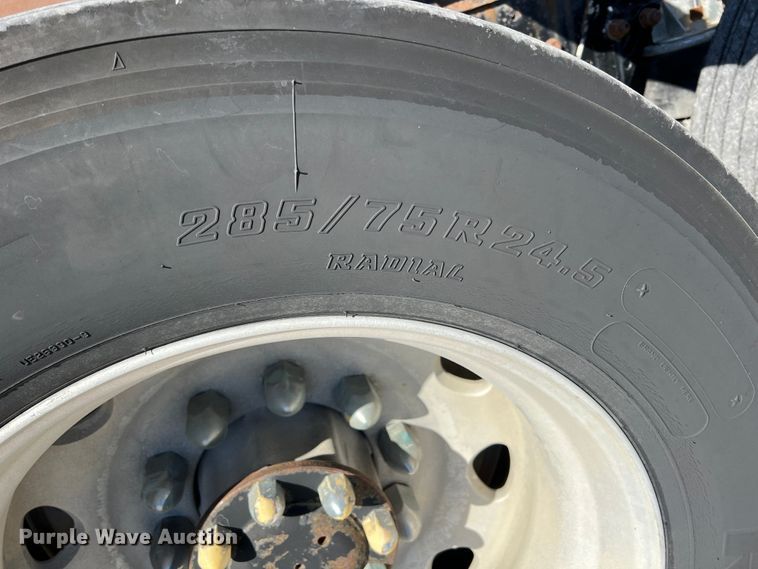 285/75R24.5
RADIAL
Purple Wave Auction